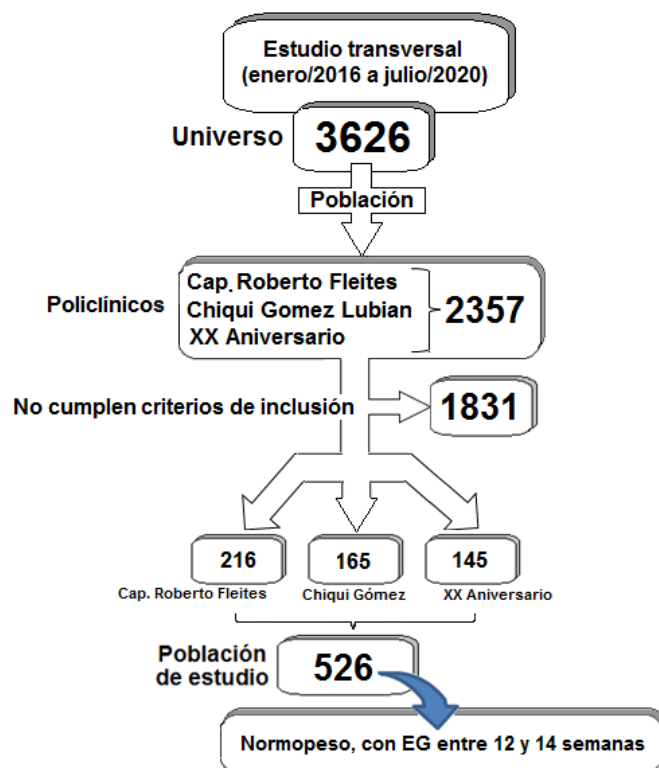 Estudio transversal
(enero/2016 a julio/2020)
Universo
3626
Población
Policlínicos
Cap. Roberto Fleites
Chiqui Gomez Lubian
XX Aniversario
2357
No cumplen criterios de inclusión
1831
216
165
145
Cap. Roberto Fleites
Chiqui Gómez
XX Aniversario
Población
de estudio
526
Normopeso, con EG entre 12 y 14 semanas